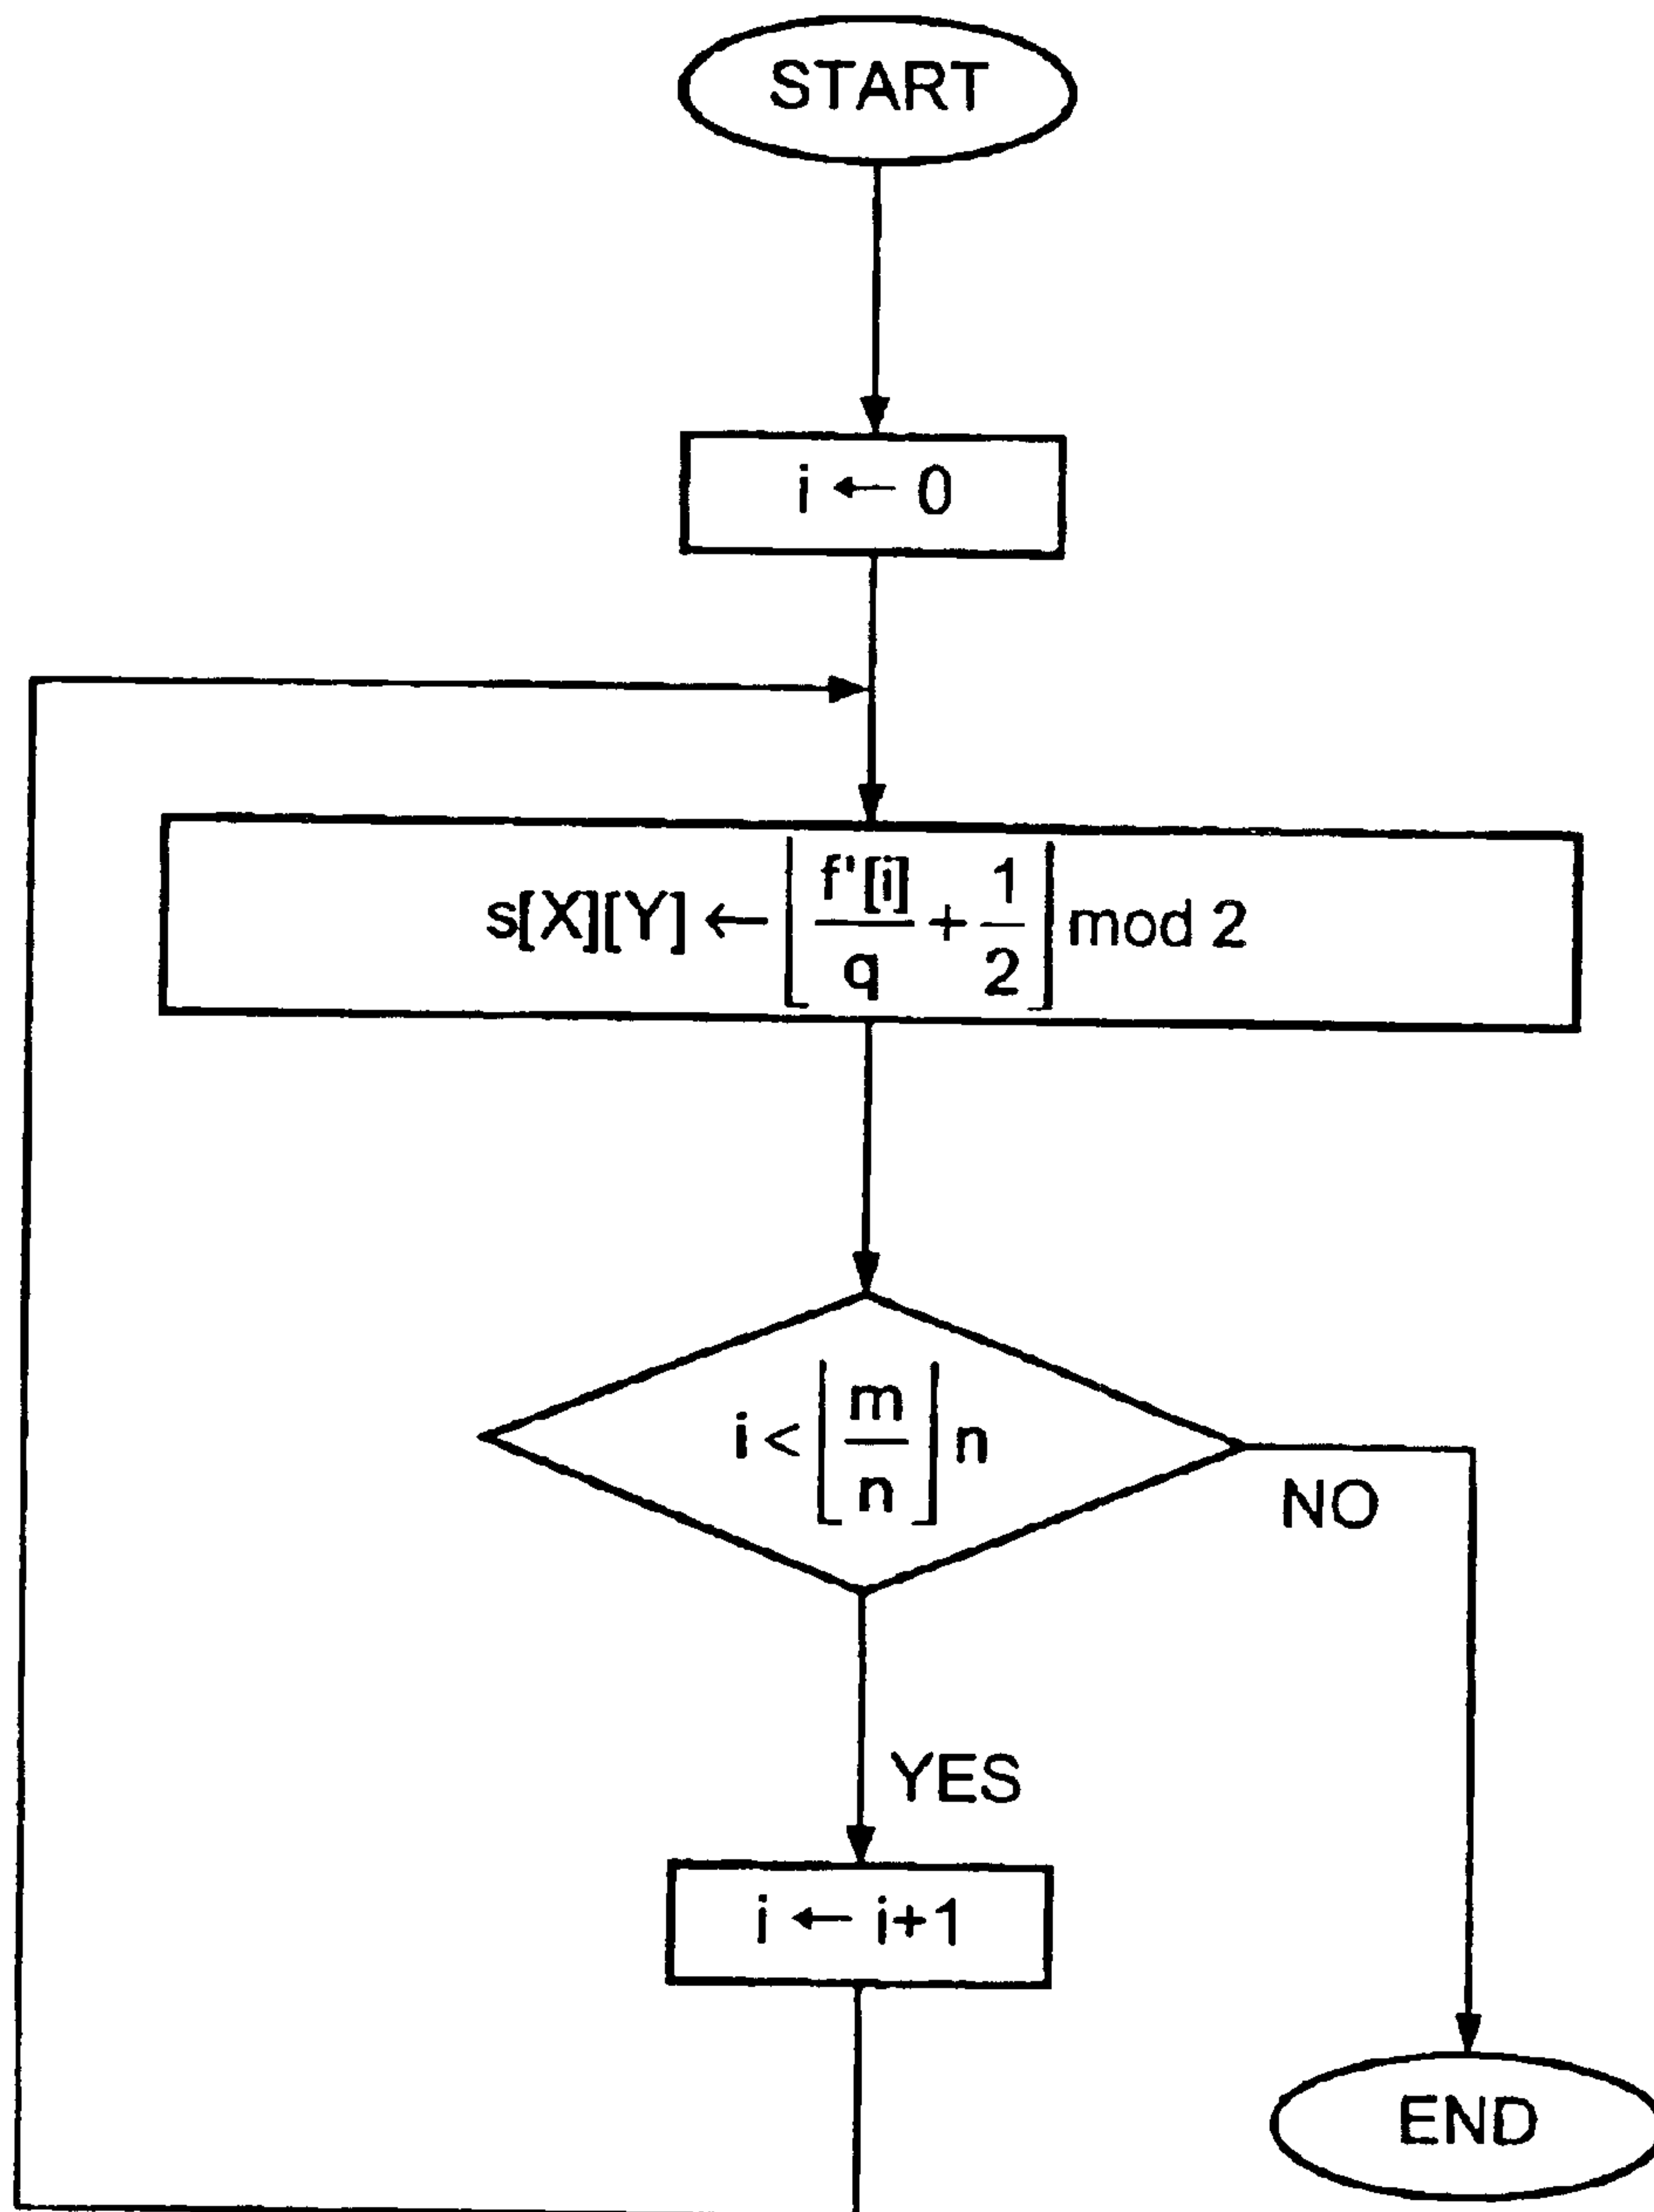 START
i ← 0
s[X][Y] ← ⌊ f'[i]/q + 1/2 ⌋ mod 2
i < ⌊ m/n ⌋ n
NO
YES
i ← i+1
END